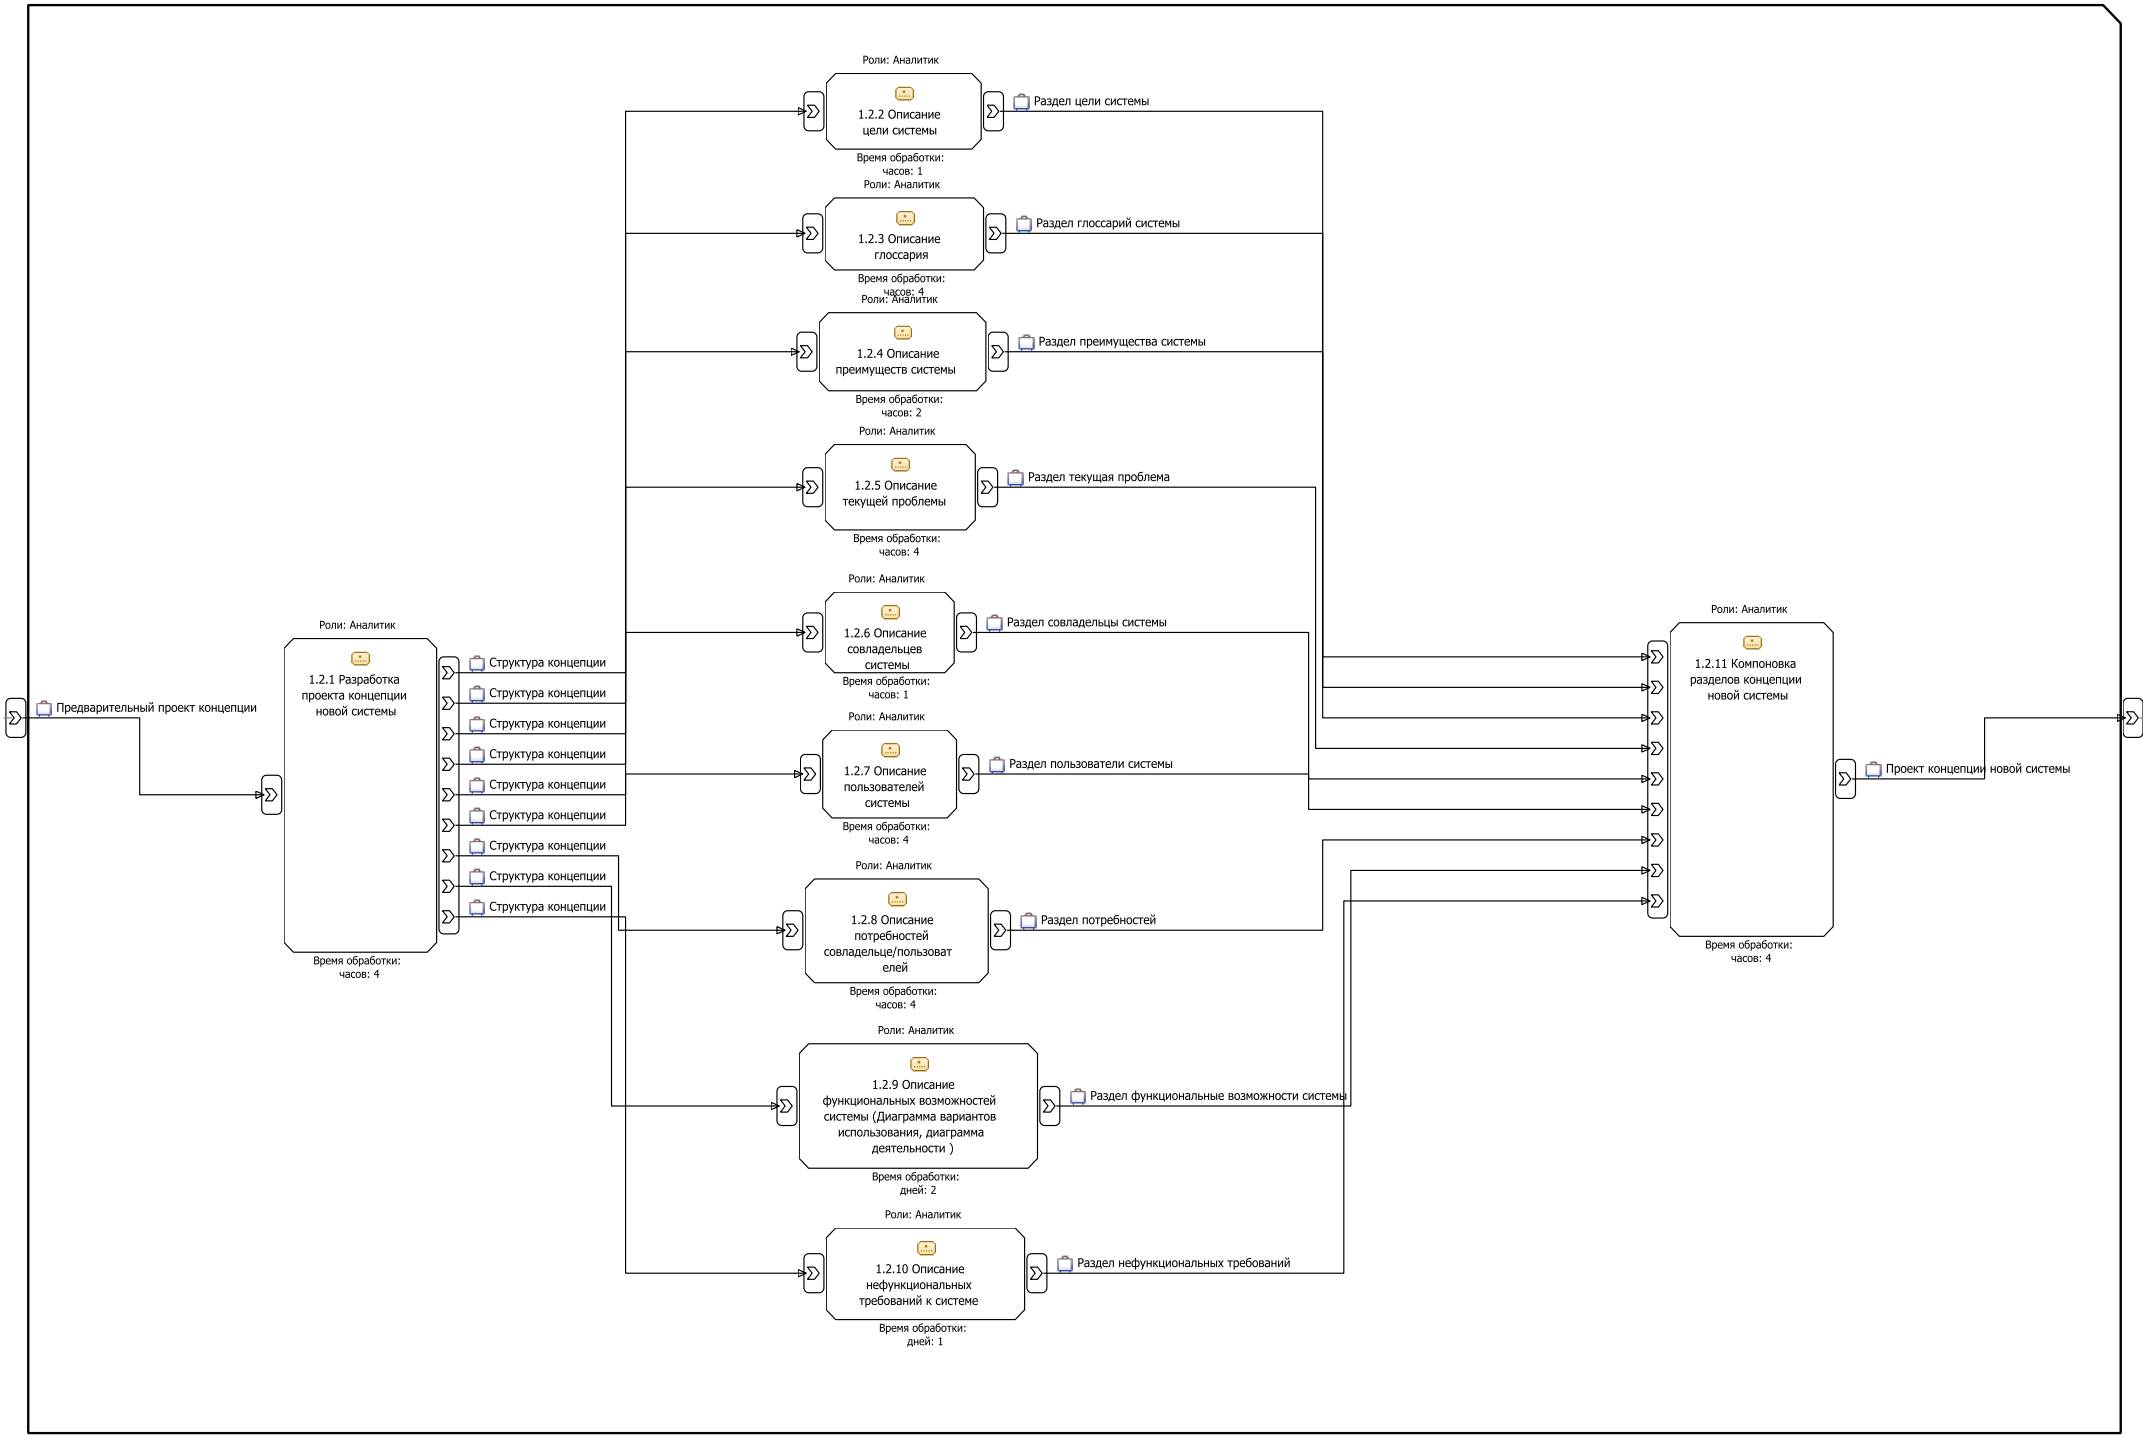 Роли: Аналитик
1.2.2 Описание
цели системы
Время обработки:
часов: 1
Раздел цели системы
Роли: Аналитик
1.2.3 Описание
глоссария
Время обработки:
часов: 4
Раздел глоссарий системы
Роли: Аналитик
1.2.4 Описание
преимуществ системы
Время обработки:
часов: 2
Раздел преимущества системы
Роли: Аналитик
1.2.5 Описание
текущей проблемы
Время обработки:
часов: 4
Раздел текущая проблема
Роли: Аналитик
1.2.6 Описание
совладельцев
системы
Время обработки:
часов: 1
Раздел совладельцы системы
Предварительный проект концепции
Роли: Аналитик
1.2.1 Разработка
проекта концепции
новой системы
Время обработки:
часов: 4
Структура концепции
Структура концепции
Структура концепции
Структура концепции
Структура концепции
Структура концепции
Структура концепции
Структура концепции
Структура концепции
Роли: Аналитик
1.2.7 Описание
пользователей
системы
Время обработки:
часов: 4
Раздел пользователи системы
Роли: Аналитик
1.2.8 Описание
потребностей
совладельце/пользоват
елей
Время обработки:
часов: 4
Раздел потребностей
Роли: Аналитик
1.2.9 Описание
функциональных возможностей
системы (Диаграмма вариантов
использования, диаграмма
деятельности )
Время обработки:
дней: 2
Раздел функциональные возможности системы
Роли: Аналитик
1.2.10 Описание
нефункциональных
требований к системе
Время обработки:
дней: 1
Раздел нефункциональных требований
Роли: Аналитик
1.2.11 Компоновка
разделов концепции
новой системы
Время обработки:
часов: 4
Проект концепции новой системы